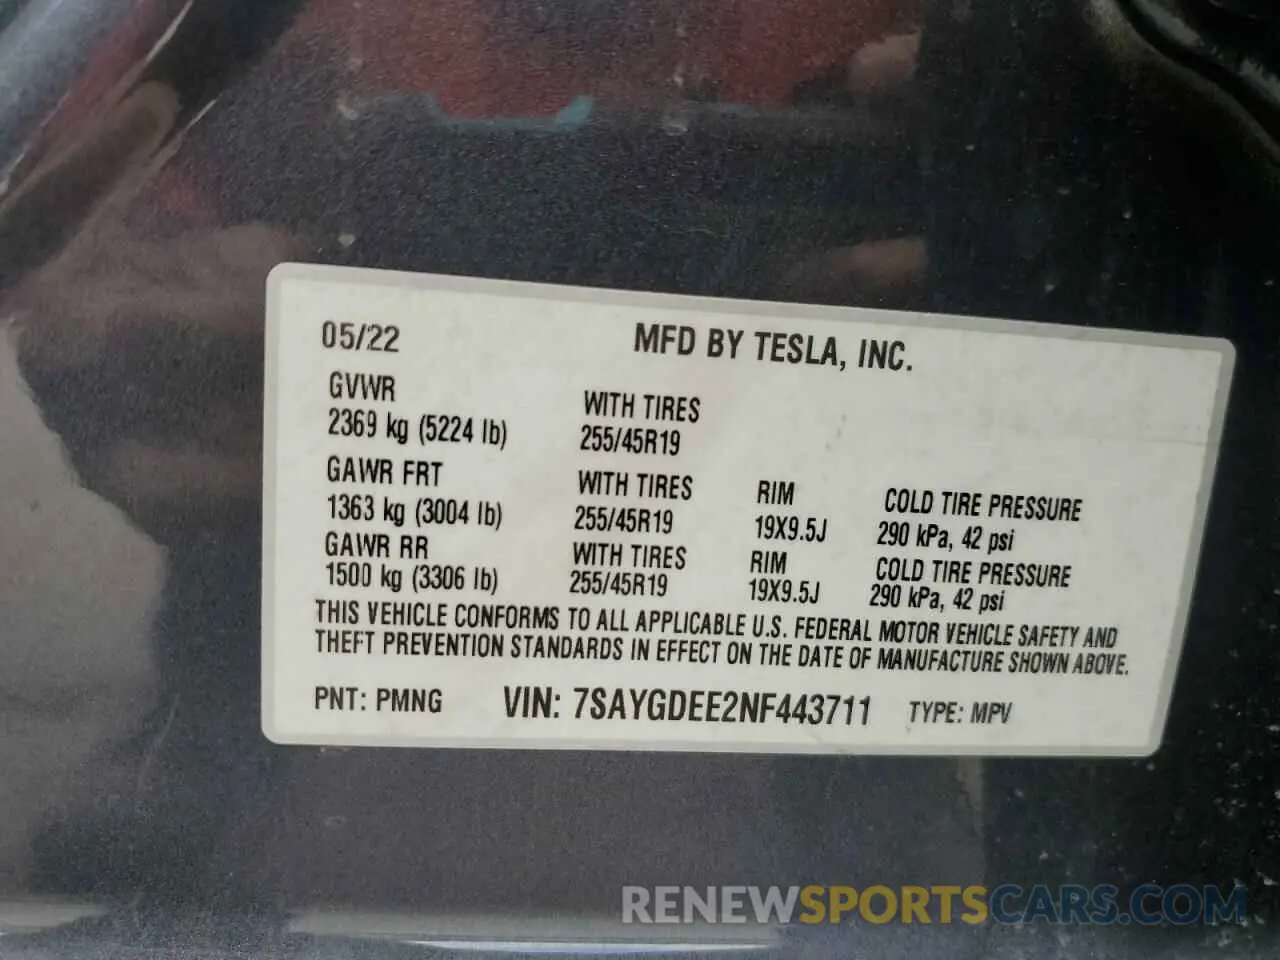 05/22 MFD BY TESLA, INC.
GVWR
2369 kg (5224 lb)
WITH TIRES
255/45R19
GAWR FRT
1363 kg (3004 lb)
WITH TIRES
255/45R19
RIM
19X9.5J
COLD TIRE PRESSURE
290 kPa, 42 psi
GAWR RR
1500 kg (3306 lb)
WITH TIRES
255/45R19
RIM
19X9.5J
COLD TIRE PRESSURE
290 kPa, 42 psi
THIS VEHICLE CONFORMS TO ALL APPLICABLE U.S. FEDERAL MOTOR VEHICLE SAFETY AND
THEFT PREVENTION STANDARDS IN EFFECT ON THE DATE OF MANUFACTURE SHOWN ABOVE.
PNT: PMNG VIN: 7SAYGDEE2NF443711 TYPE: MPV
RENEWSPORTSCARS.COM